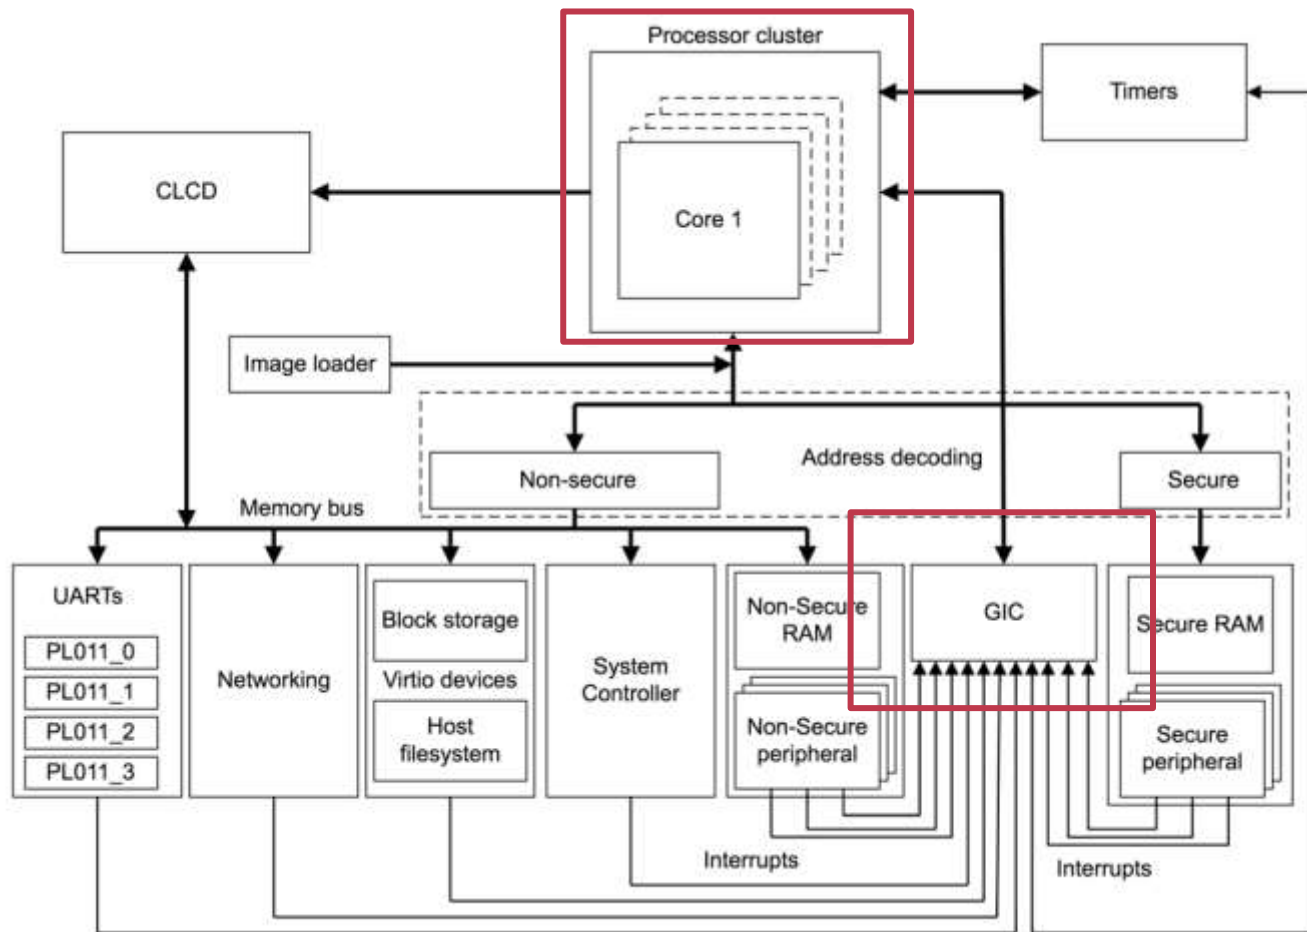 Processor cluster
Timers
CLCD
Core 1
Image loader
Address decoding
Non-secure
Secure
Memory bus
UARTs
PL011_0
PL011_1
PL011_2
PL011_3
Networking
Block storage
Virtio devices
Host
filesystem
System
Controller
Non-Secure
RAM
Non-Secure
peripheral
GIC
Secure RAM
Secure
peripheral
Interrupts
Interrupts